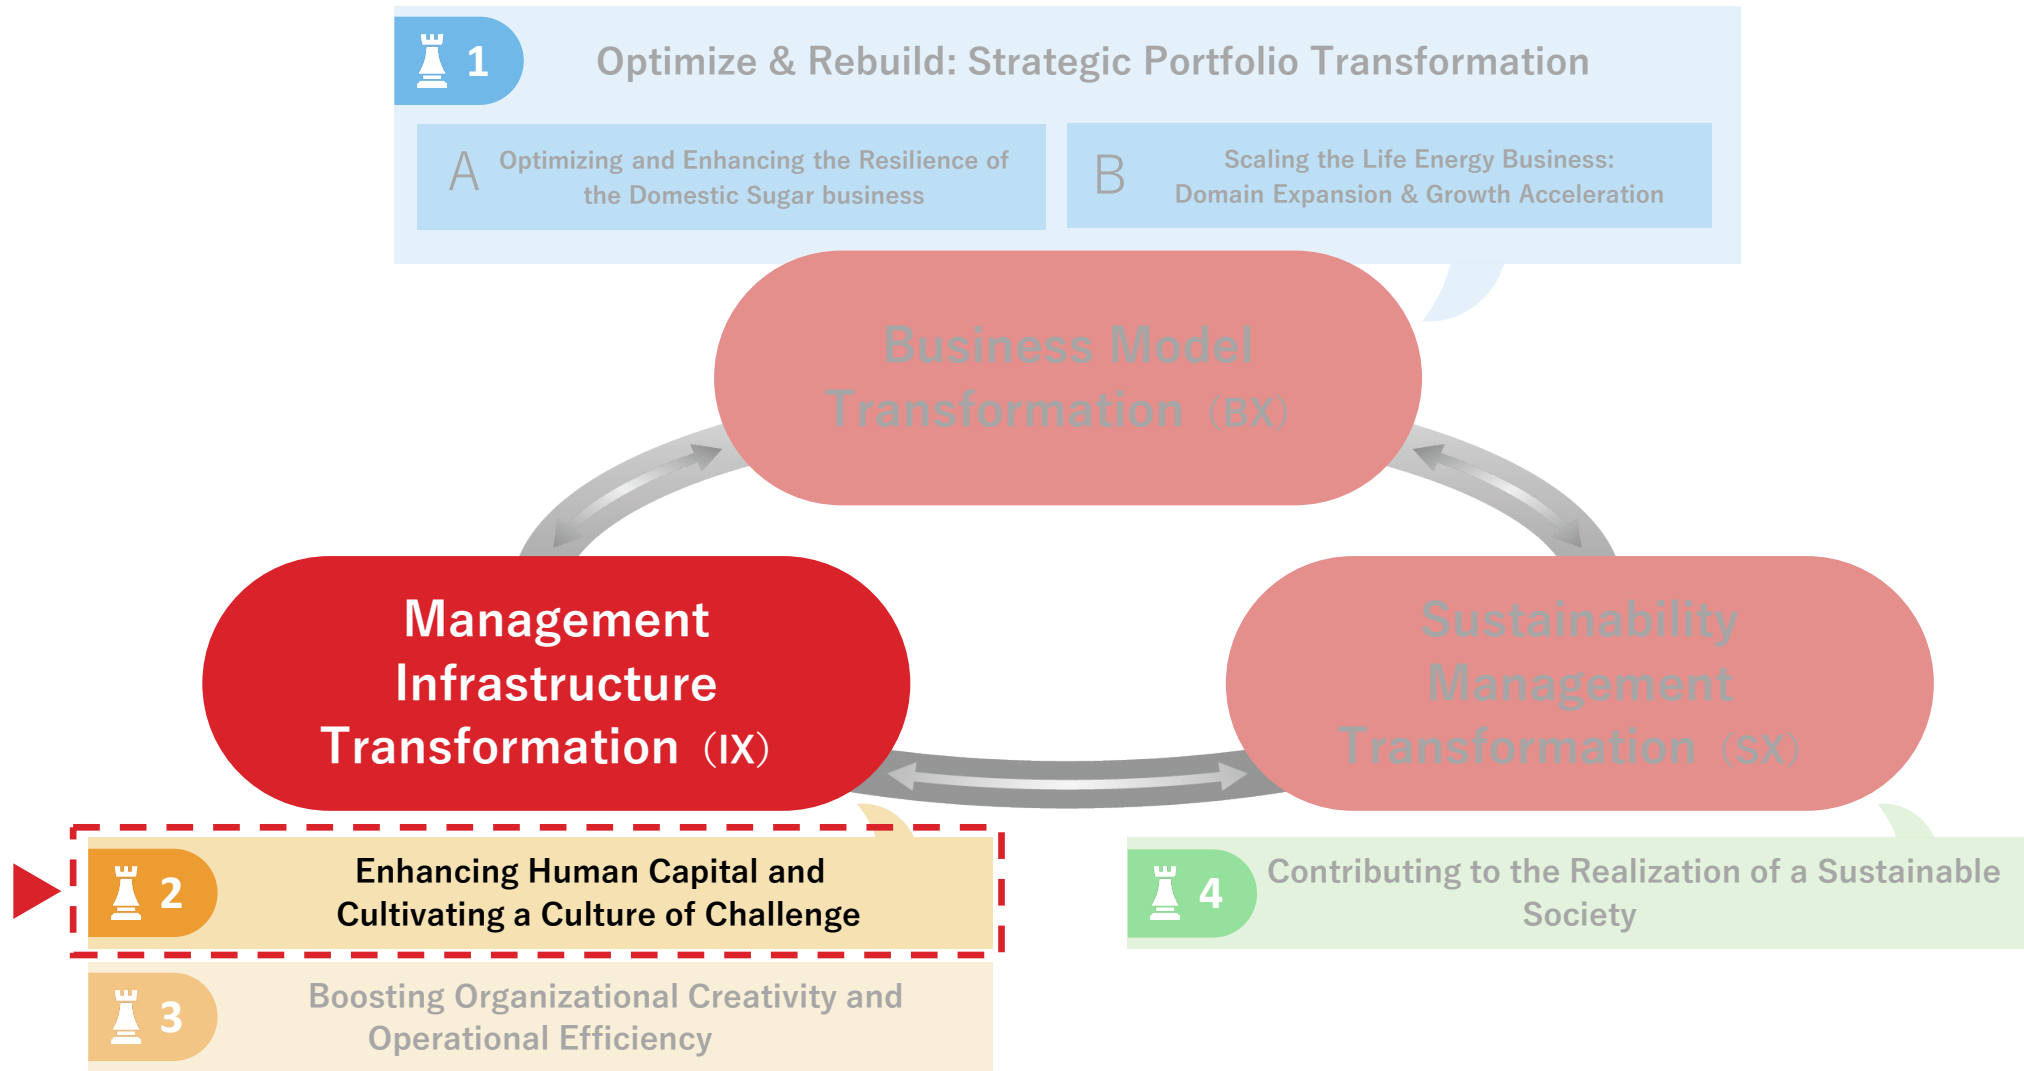 1
Optimize & Rebuild: Strategic Portfolio Transformation
A
Optimizing and Enhancing the Resilience of
the Domestic Sugar business
B
Scaling the Life Energy Business:
Domain Expansion & Growth Acceleration
Business Model
Transformation（BX）
Management
Infrastructure
Transformation（IX）
Sustainability
Management
Transformation（SX）
2
Enhancing Human Capital and
Cultivating a Culture of Challenge
3
Boosting Organizational Creativity and
Operational Efficiency
4
Contributing to the Realization of a Sustainable
Society